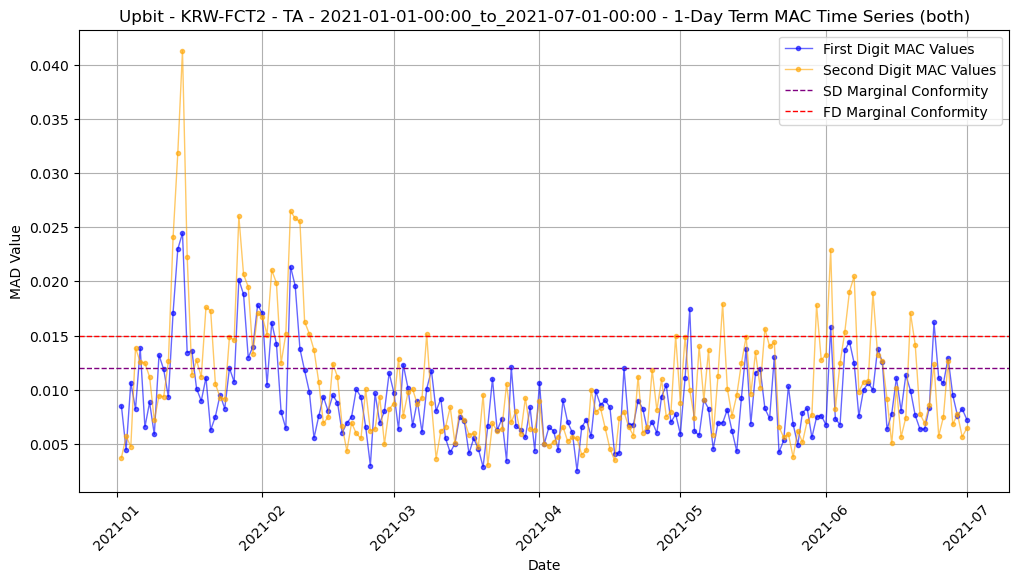 Upbit - KRW-FCT2 - TA - 2021-01-01-00:00_to_2021-07-01-00:00 - 1-Day Term MAC Time Series (both)
First Digit MAC Values
Second Digit MAC Values
SD Marginal Conformity
FD Marginal Conformity
MAD Value
0.040
0.035
0.030
0.025
0.020
0.015
0.010
0.005
2021-01
2021-02
2021-03
2021-04
2021-05
2021-06
2021-07
Date